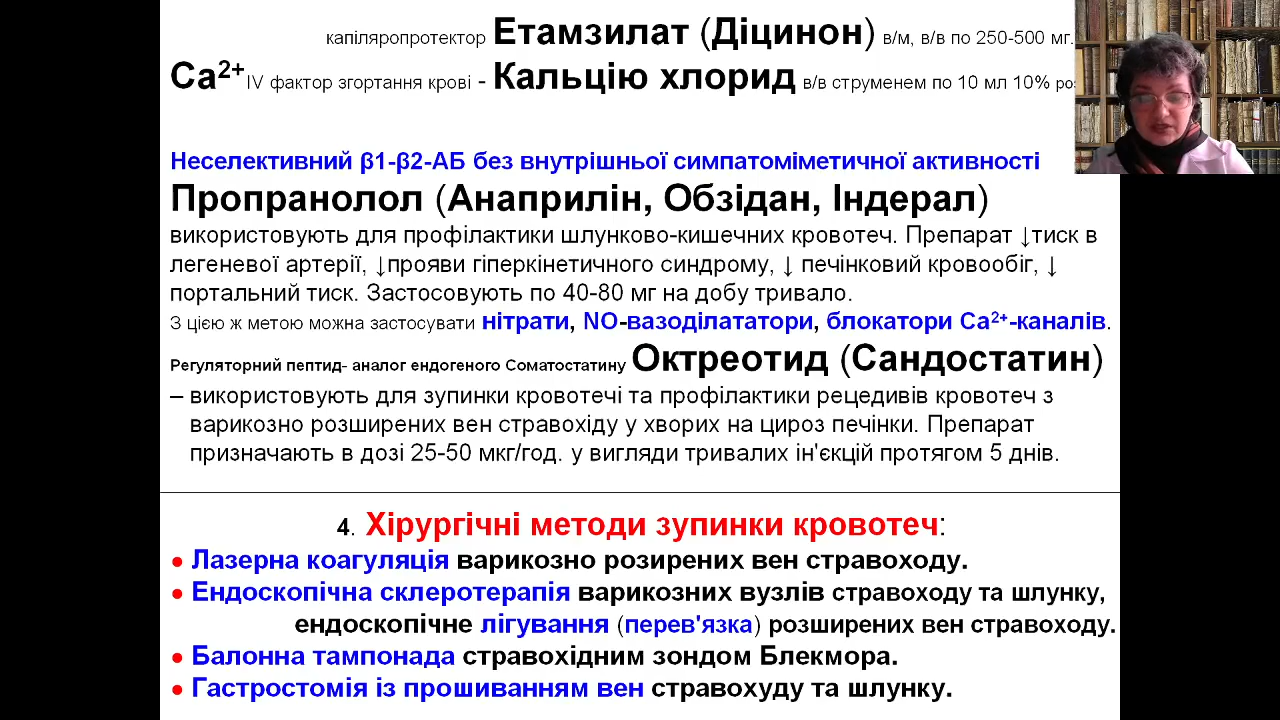 капіляропротектор Етамзилат (Діцинон) в/м, в/в по 250-500 мг.
Ca²⁺ IV фактор згортання крові - Кальцію хлорид в/в струменем по 10 мл 10%
Неселективний β1-β2-АБ без внутрішньої симпатоміметичної активності
Пропранолол (Анаприлін, Обзідан, Індерал)
використовують для профілактики шлунково-кишечних кровотеч. Препарат ↓тиск в
легеневої артерії, ↓прояви гіперкінетичного синдрому, ↓ печінковий кровообіг, ↓
портальний тиск. Застосовують по 40-80 мг на добу тривало.
З цією ж метою можна застосувати нітрати, NO-вазоділататори, блокатори Ca²⁺-каналів.
Регуляторний пептид- аналог ендогеного Соматостатину Октреотид (Сандостатин)
– використовують для зупинки кровотечі та профілактики рецедивів кровотеч з
варикозно розширених вен стравохіду у хворих на цироз печінки. Препарат
призначають в дозі 25-50 мкг/год. у вигляди тривалих ін'єкцій протягом 5 днів.
4. Хірургічні методи зупинки кровотеч:
• Лазерна коагуляція варикозно розирених вен стравоходу.
• Ендоскопічна склеротерапія варикозних вузлів стравоходу та шлунку,
ендоскопічне лігування (перев'язка) розширених вен стравоходу.
• Балонна тампонада стравохідним зондом Блекмора.
• Гастростомія із прошиванням вен стравохуду та шлунку.